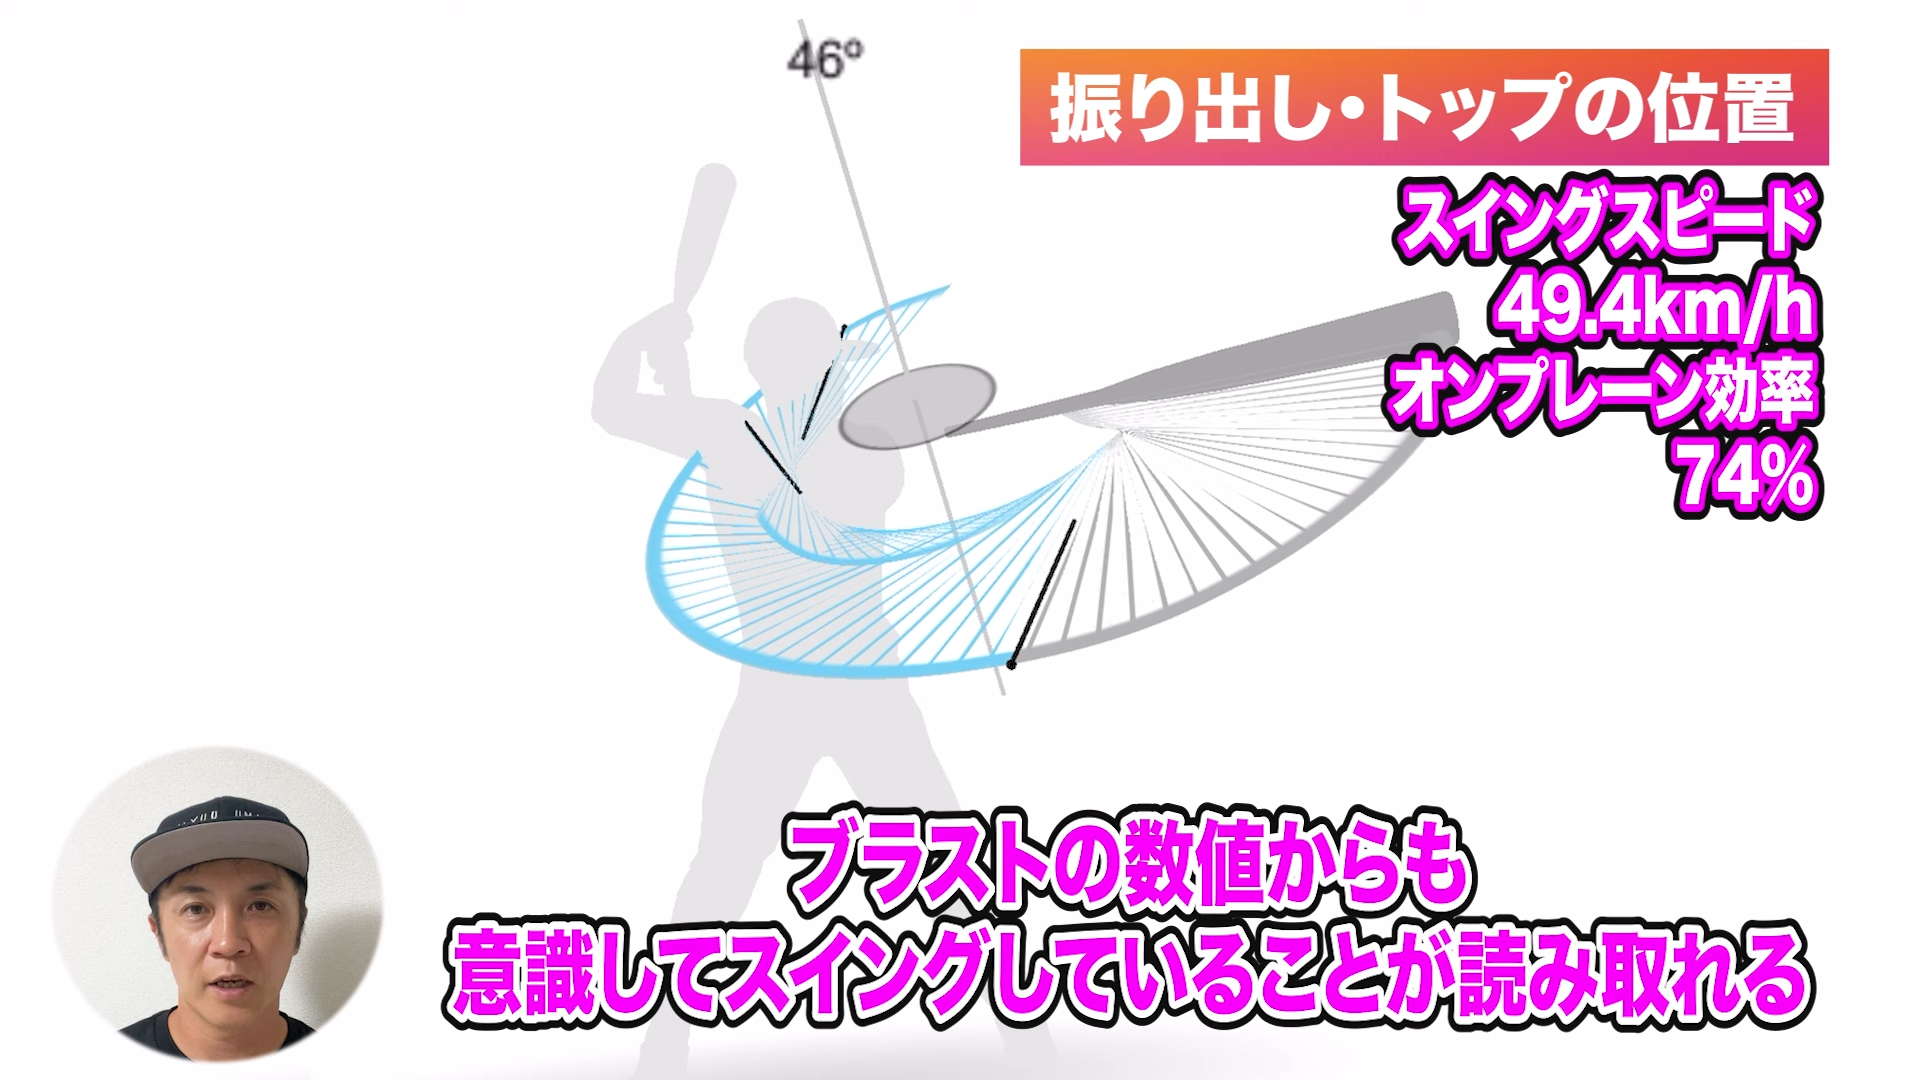 46º
振り出し・トップの位置
スイングスピード
49.4km/h
オンプレーン効率
74%
ブラストの数値からも
意識してスイングしていることが読み取れる